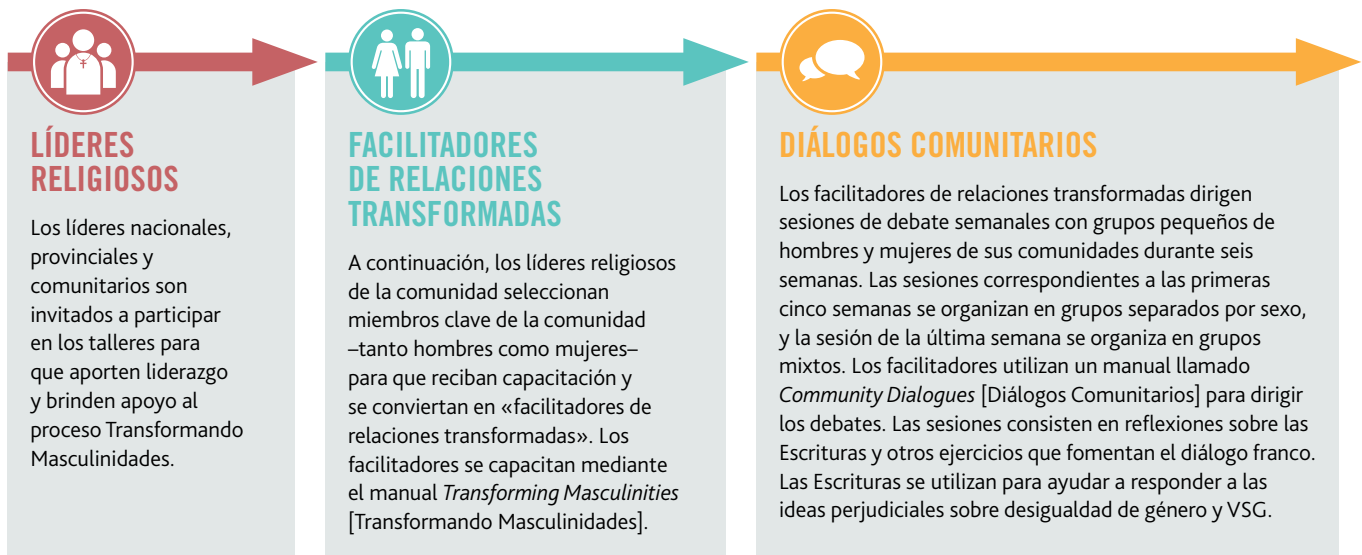 LÍDERES
RELIGIOSOS
Los líderes nacionales,
provinciales y
comunitarios son
invitados a participar
en los talleres para
que aporten liderazgo
y brinden apoyo al
proceso Transformando
Masculinidades.
FACILITADORES
DE RELACIONES
TRANSFORMADAS
A continuación, los líderes religiosos
de la comunidad seleccionan
miembros clave de la comunidad
–tanto hombres como mujeres–
para que reciban capacitación y
se conviertan en «facilitadores de
relaciones transformadas». Los
facilitadores se capacitan mediante
el manual Transforming Masculinities
[Transformando Masculinidades].
DIÁLOGOS COMUNITARIOS
Los facilitadores de relaciones transformadas dirigen
sesiones de debate semanales con grupos pequeños de
hombres y mujeres de sus comunidades durante seis
semanas. Las sesiones correspondientes a las primeras
cinco semanas se organizan en grupos separados por sexo,
y la sesión de la última semana se organiza en grupos
mixtos. Los facilitadores utilizan un manual llamado
Community Dialogues [Diálogos Comunitarios] para dirigir
los debates. Las sesiones consisten en reflexiones sobre las
Escrituras y otros ejercicios que fomentan el diálogo franco.
Las Escrituras se utilizan para ayudar a responder a las
ideas perjudiciales sobre desigualdad de género y VSG.